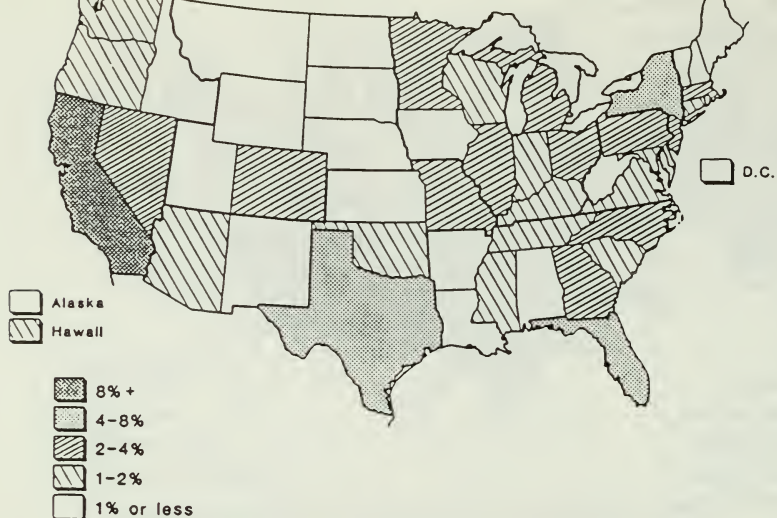 D.C.
Alaska
Hawaii
8% +
4-8%
2-4%
1-2%
1% or less